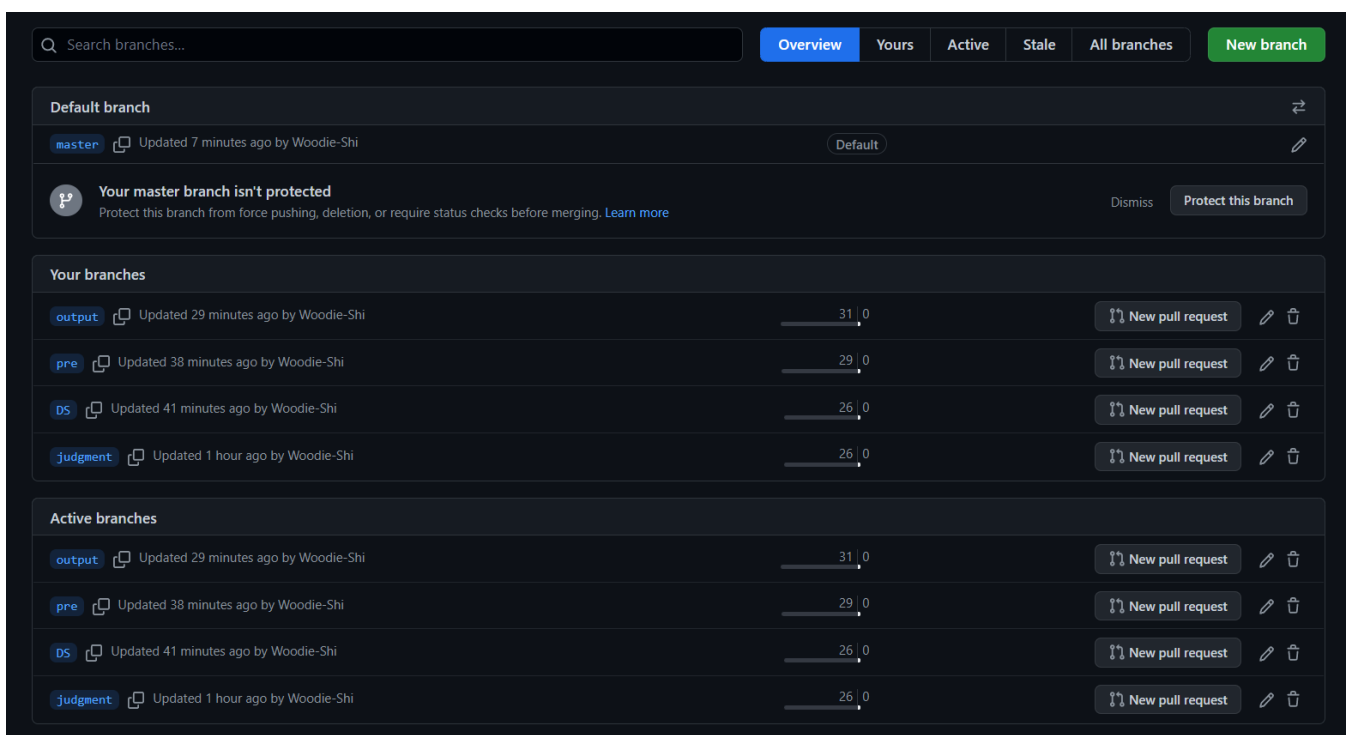 Search branches... Overview Yours Active Stale All branches New branch
Default branch
master Updated 7 minutes ago by Woodie-Shi Default
Your master branch isn't protected
Protect this branch from force pushing, deletion, or require status checks before merging. Learn more Dismiss Protect this branch
Your branches
output Updated 29 minutes ago by Woodie-Shi 31 0 New pull request
pre Updated 38 minutes ago by Woodie-Shi 29 0 New pull request
DS Updated 41 minutes ago by Woodie-Shi 26 0 New pull request
judgment Updated 1 hour ago by Woodie-Shi 26 0 New pull request
Active branches
output Updated 29 minutes ago by Woodie-Shi 31 0 New pull request
pre Updated 38 minutes ago by Woodie-Shi 29 0 New pull request
DS Updated 41 minutes ago by Woodie-Shi 26 0 New pull request
judgment Updated 1 hour ago by Woodie-Shi 26 0 New pull request